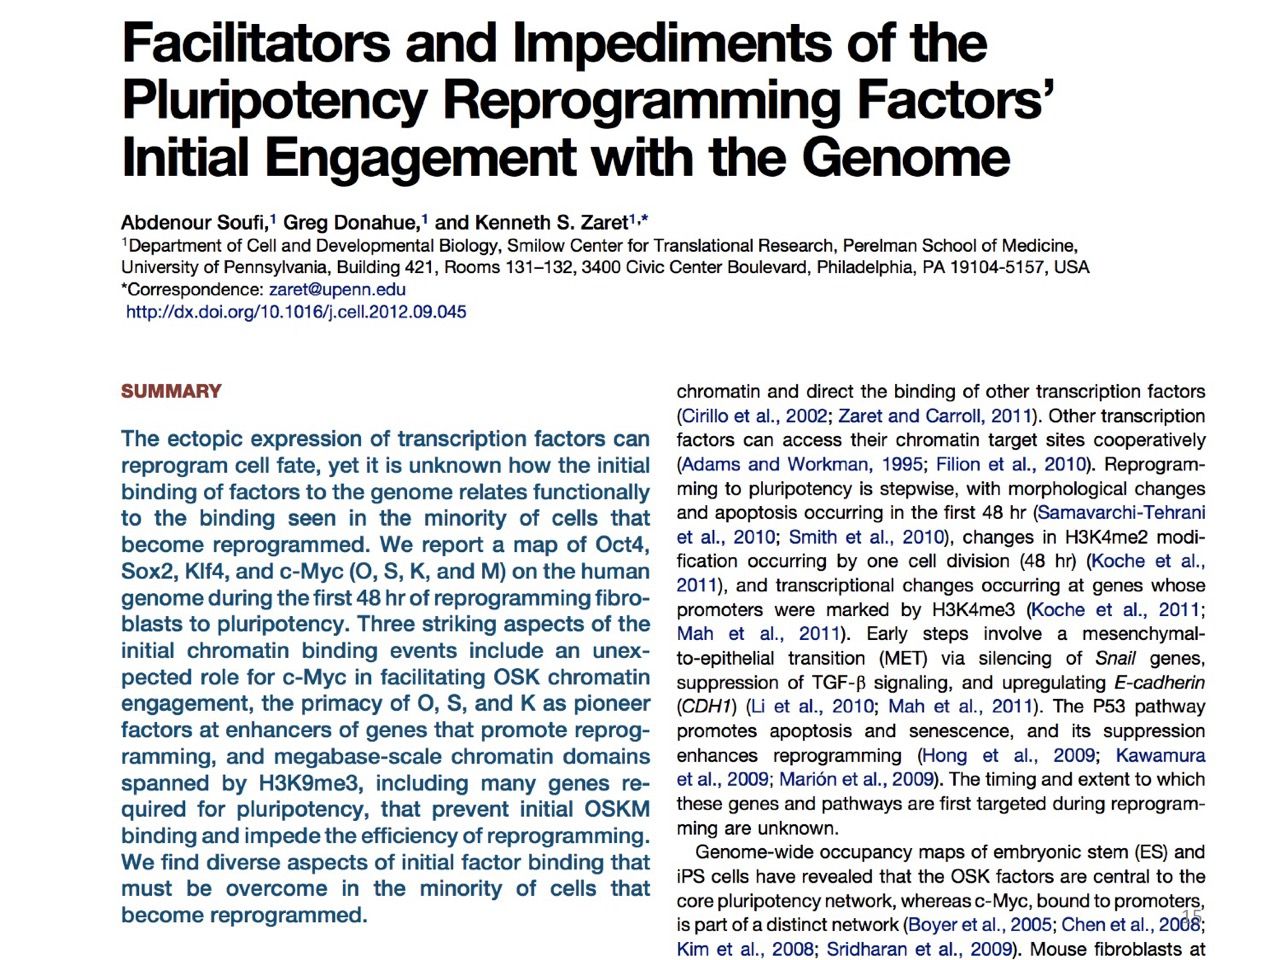 Facilitators and Impediments of the
Pluripotency Reprogramming Factors’
Initial Engagement with the Genome
Abdenour Soufi,1 Greg Donahue,1 and Kenneth S. Zaret1,*
1Department of Cell and Developmental Biology, Smilow Center for Translational Research, Perelman School of Medicine,
University of Pennsylvania, Building 421, Rooms 131–132, 3400 Civic Center Boulevard, Philadelphia, PA 19104-5157, USA
*Correspondence: zaret@upenn.edu
http://dx.doi.org/10.1016/j.cell.2012.09.045
SUMMARY
The ectopic expression of transcription factors can
reprogram cell fate, yet it is unknown how the initial
binding of factors to the genome relates functionally
to the binding seen in the minority of cells that
become reprogrammed. We report a map of Oct4,
Sox2, Klf4, and c-Myc (O, S, K, and M) on the human
genome during the first 48 hr of reprogramming fibro-
blasts to pluripotency. Three striking aspects of the
initial chromatin binding events include an unex-
pected role for c-Myc in facilitating OSK chromatin
engagement, the primacy of O, S, and K as pioneer
factors at enhancers of genes that promote reprog-
ramming, and megabase-scale chromatin domains
spanned by H3K9me3, including many genes re-
quired for pluripotency, that prevent initial OSKM
binding and impede the efficiency of reprogramming.
We find diverse aspects of initial factor binding that
must be overcome in the minority of cells that
become reprogrammed.
chromatin and direct the binding of other transcription factors
(Cirillo et al., 2002; Zaret and Carroll, 2011). Other transcription
factors can access their chromatin target sites cooperatively
(Adams and Workman, 1995; Filion et al., 2010). Reprogram-
ming to pluripotency is stepwise, with morphological changes
and apoptosis occurring in the first 48 hr (Samavarchi-Tehrani
et al., 2010; Smith et al., 2010), changes in H3K4me2 modi-
fication occurring by one cell division (48 hr) (Koche et al.,
2011), and transcriptional changes occurring at genes whose
promoters were marked by H3K4me3 (Koche et al., 2011;
Mah et al., 2011). Early steps involve a mesenchymal-
to-epithelial transition (MET) via silencing of Snail genes,
suppression of TGF-β signaling, and upregulating E-cadherin
(CDH1) (Li et al., 2010; Mah et al., 2011). The P53 pathway
promotes apoptosis and senescence, and its suppression
enhances reprogramming (Hong et al., 2009; Kawamura
et al., 2009; Marión et al., 2009). The timing and extent to which
these genes and pathways are first targeted during reprogram-
ming are unknown.
Genome-wide occupancy maps of embryonic stem (ES) and
iPS cells have revealed that the OSK factors are central to the
core pluripotency network, whereas c-Myc, bound to promoters,
is part of a distinct network (Boyer et al., 2005; Chen et al., 2008;
Kim et al., 2008; Sridharan et al., 2009). Mouse fibroblasts at
15